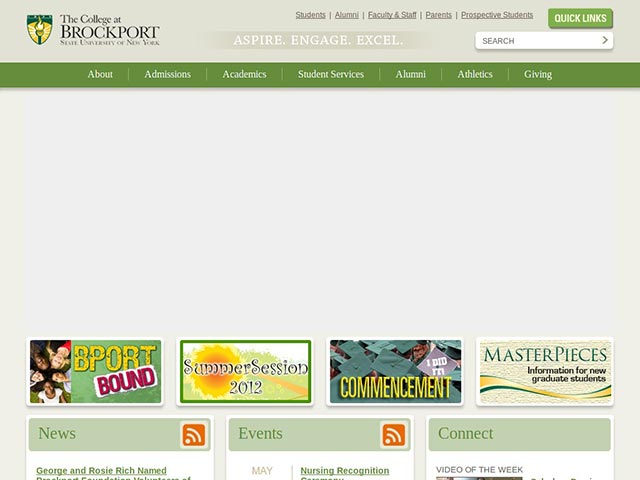 The College at
BROCKPORT
STATE UNIVERSITY OF NEW YORK
Students | Alumni | Faculty & Staff | Parents | Prospective Students
QUICK LINKS
ASPIRE. ENGAGE. EXCEL.
SEARCH
About
Admissions
Academics
Student Services
Alumni
Athletics
Giving
BPORT
BOUND
SummerSession
2012
I DID
IT!
COMMENCEMENT
MASTERPIECES
Information for new
graduate students
News
Events
Connect
George and Rosie Rich Named
Brockport Foundation Volunteers of
MAY
Nursing Recognition
Ceremony
VIDEO OF THE WEEK